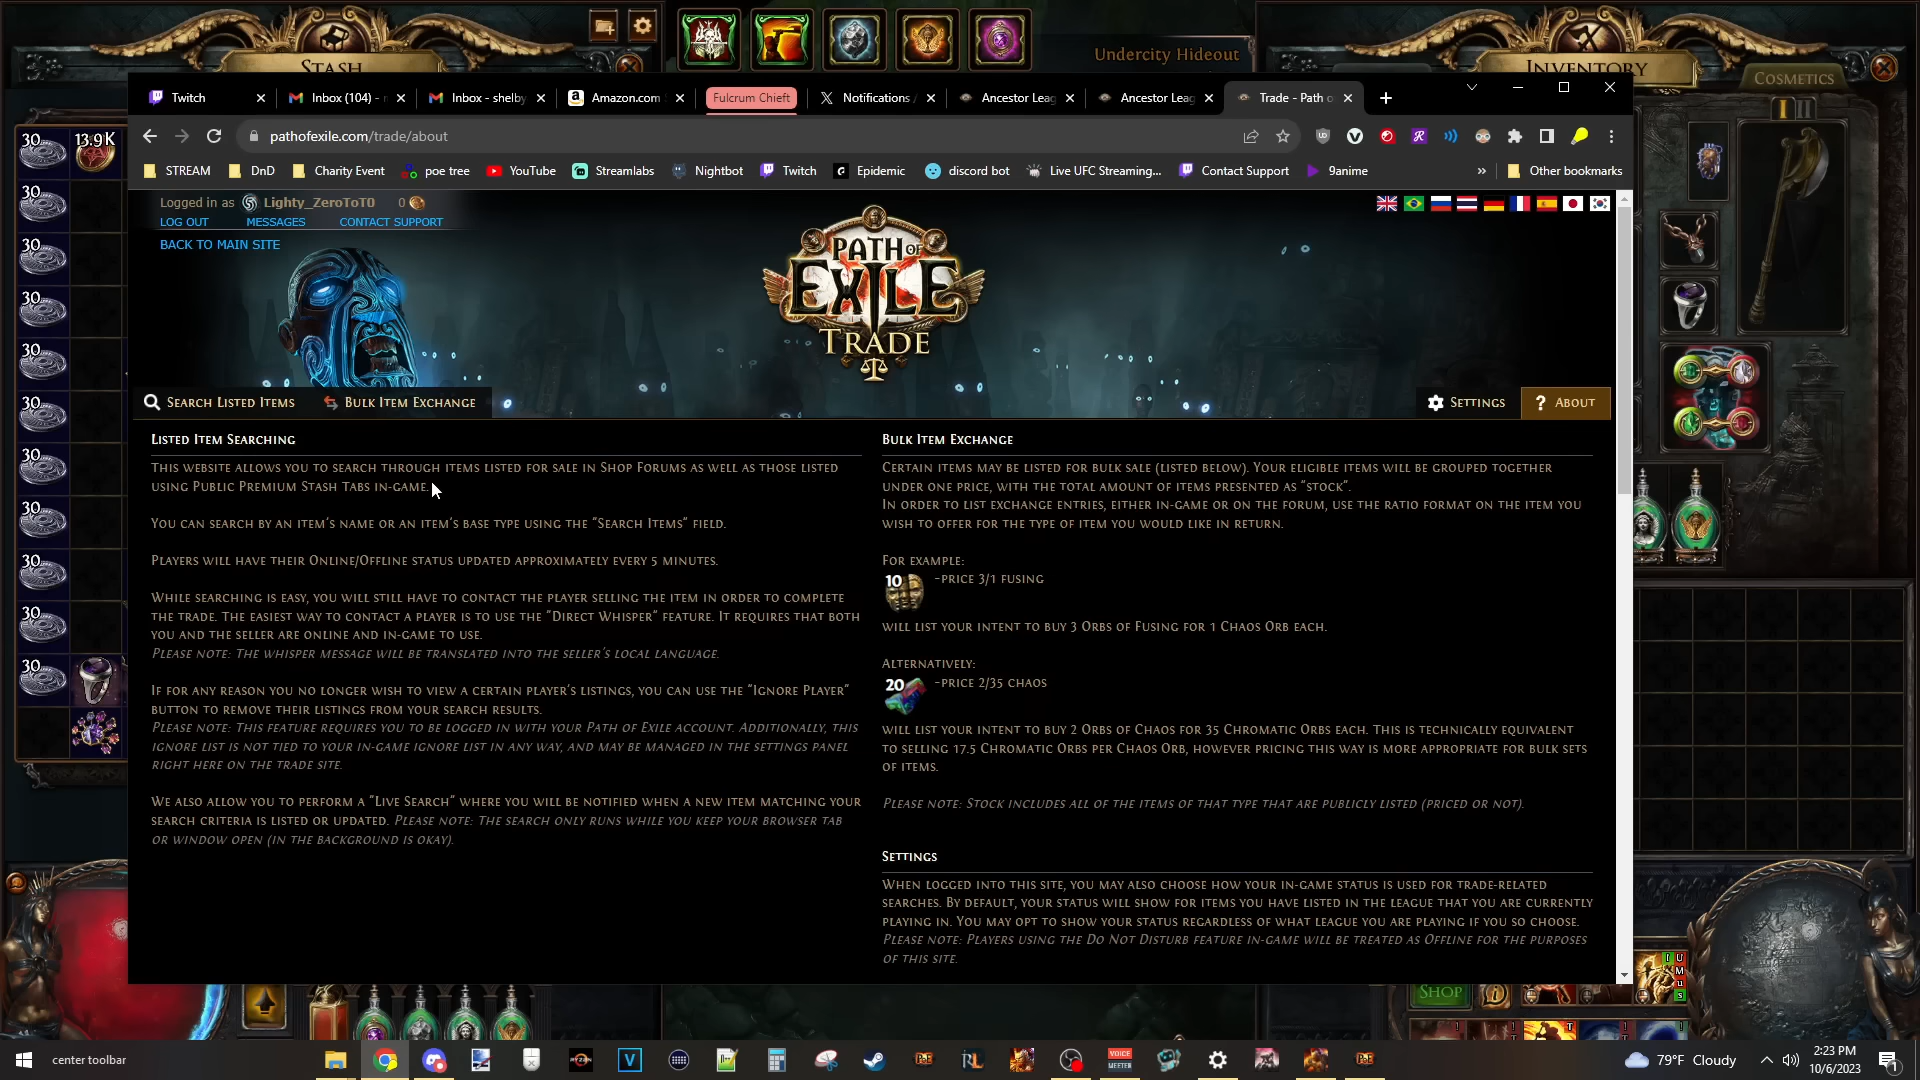 Stash
Undercity Hideout
Inventory
Cosmetics
I II
Twitch
Inbox (104) -
Inbox - shelby
Amazon.com
Fulcrum Chieft
Notifications /
Ancestor Leag
Ancestor Leag
Trade - Path o
pathofexile.com/trade/about
STREAM
DnD
Charity Event
poe tree
YouTube
Streamlabs
Nightbot
Twitch
Epidemic
discord bot
Live UFC Streaming...
Contact Support
9anime
»
Other bookmarks
30
13.9K
30
30
30
30
30
30
30
30
30
30
Logged in as Lighty_ZeroToT0 0
LOG OUT MESSAGES CONTACT SUPPORT
BACK TO MAIN SITE
PATH OF
EXILE
TRADE
Search Listed Items
Bulk Item Exchange
Settings
? About
Listed Item Searching
This website allows you to search through items listed for sale in Shop Forums as well as those listed
using Public Premium Stash Tabs in-game.
You can search by an item's name or an item's base type using the "Search Items" field.
Players will have their Online/Offline status updated approximately every 5 minutes.
While searching is easy, you will still have to contact the player selling the item in order to complete
the trade. The easiest way to contact a player is to use the "Direct Whisper" feature. It requires that both
you and the seller are online and in-game to use.
Please note: The whisper message will be translated into the seller's local language.
If for any reason you no longer wish to view a certain player's listings, you can use the "Ignore Player"
button to remove their listings from your search results.
Please note: This feature requires you to be logged in with your Path of Exile account. Additionally, this
ignore list is not tied to your in-game ignore list in any way, and may be managed in the settings panel
right here on the trade site.
We also allow you to perform a "Live Search" where you will be notified when a new item matching your
search criteria is listed or updated. Please note: The search only runs while you keep your browser tab
or window open (in the background is okay).
Bulk Item Exchange
Certain items may be listed for bulk sale (listed below). Your eligible items will be grouped together
under one price, with the total amount of items presented as "stock".
In order to list exchange entries, either in-game or on the forum, use the ratio format on the item you
wish to offer for the type of item you would like in return.
For example:
10 -price 3/1 fusing
will list your intent to buy 3 Orbs of Fusing for 1 Chaos Orb each.
Alternatively:
20 -price 2/35 chaos
will list your intent to buy 2 Orbs of Chaos for 35 Chromatic Orbs each. This is technically equivalent
to selling 17.5 Chromatic Orbs per Chaos Orb, however pricing this way is more appropriate for bulk sets
of items.
Please note: Stock includes all of the items of that type that are publicly listed (priced or not).
Settings
When logged into this site, you may also choose how your in-game status is used for trade-related
searches. By default, your status will show for items you have listed in the league that you are currently
playing in. You may opt to show your status regardless of what league you are playing if you so choose.
Please note: Players using the Do Not Disturb feature in-game will be treated as Offline for the purposes
of this site.
Shop
center toolbar
RYZEN
V
PoE
RL
VOICE
MEETER
PoE
79°F Cloudy
2:23 PM
10/6/2023
1